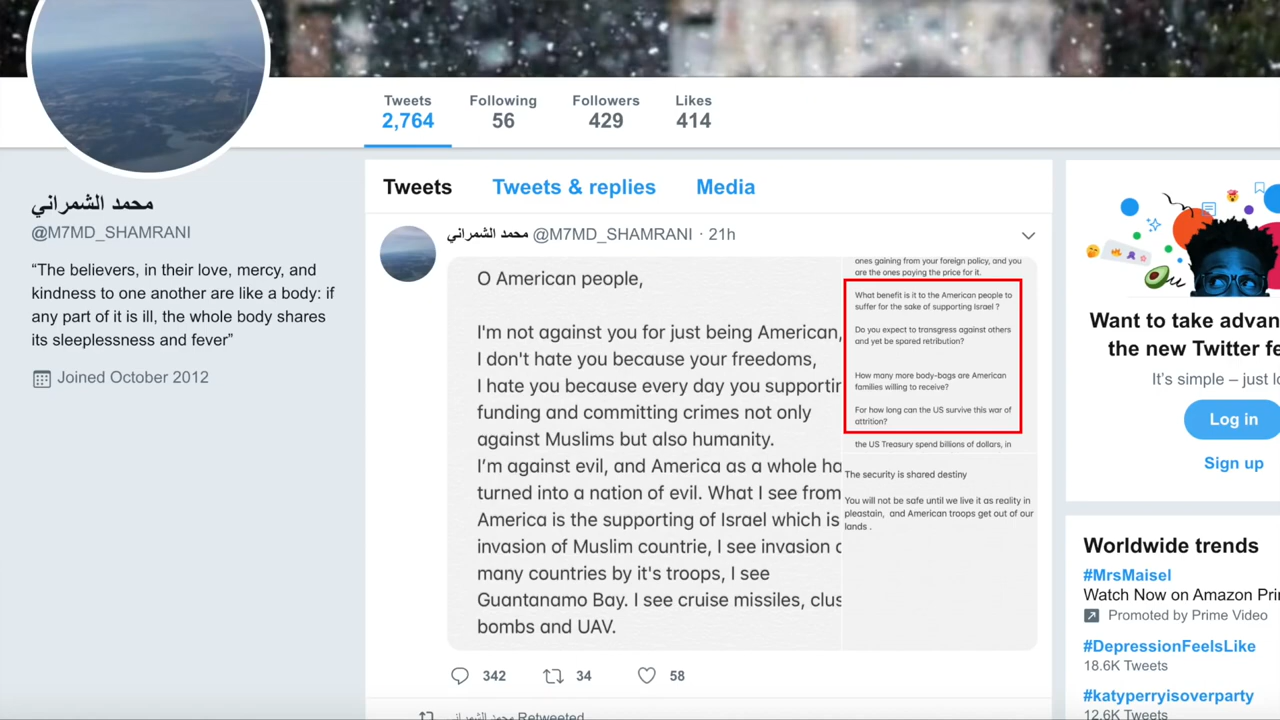 Tweets
2,764
Following
56
Followers
429
Likes
414
محمد الشمراني
@M7MD_SHAMRANI
“The believers, in their love, mercy, and
kindness to one another are like a body: if
any part of it is ill, the whole body shares
its sleeplessness and fever”
Joined October 2012
Tweets
Tweets & replies
Media
محمد الشمراني @M7MD_SHAMRANI · 21h
O American people,
I'm not against you for just being American,
I don't hate you because your freedoms,
I hate you because every day you supportin
funding and committing crimes not only
against Muslims but also humanity.
I'm against evil, and America as a whole ha
turned into a nation of evil. What I see from
America is the supporting of Israel which is
invasion of Muslim countrie, I see invasion o
many countries by it's troops, I see
Guantanamo Bay. I see cruise missiles, clus
bombs and UAV.
ones gaining from your foreign policy, and you
are the ones paying the price for it.
What benefit is it to the American people to
suffer for the sake of supporting Israel ?
Do you expect to transgress against others
and yet be spared retribution?
How many more body-bags are American
families willing to receive?
For how long can the US survive this war of
attrition?
the US Treasury spend billions of dollars, in
The security is shared destiny
You will not be safe until we live it as reality in
pleastain, and American troops get out of our
lands .
342
34
58
محمد الشمراني Retweeted
Want to take advan
the new Twitter fe
It's simple – just lo
Log in
Sign up
Worldwide trends
#MrsMaisel
Watch Now on Amazon Pri
Promoted by Prime Video
#DepressionFeelsLike
18.6K Tweets
#katyperryisoverparty
12.6K Tweets